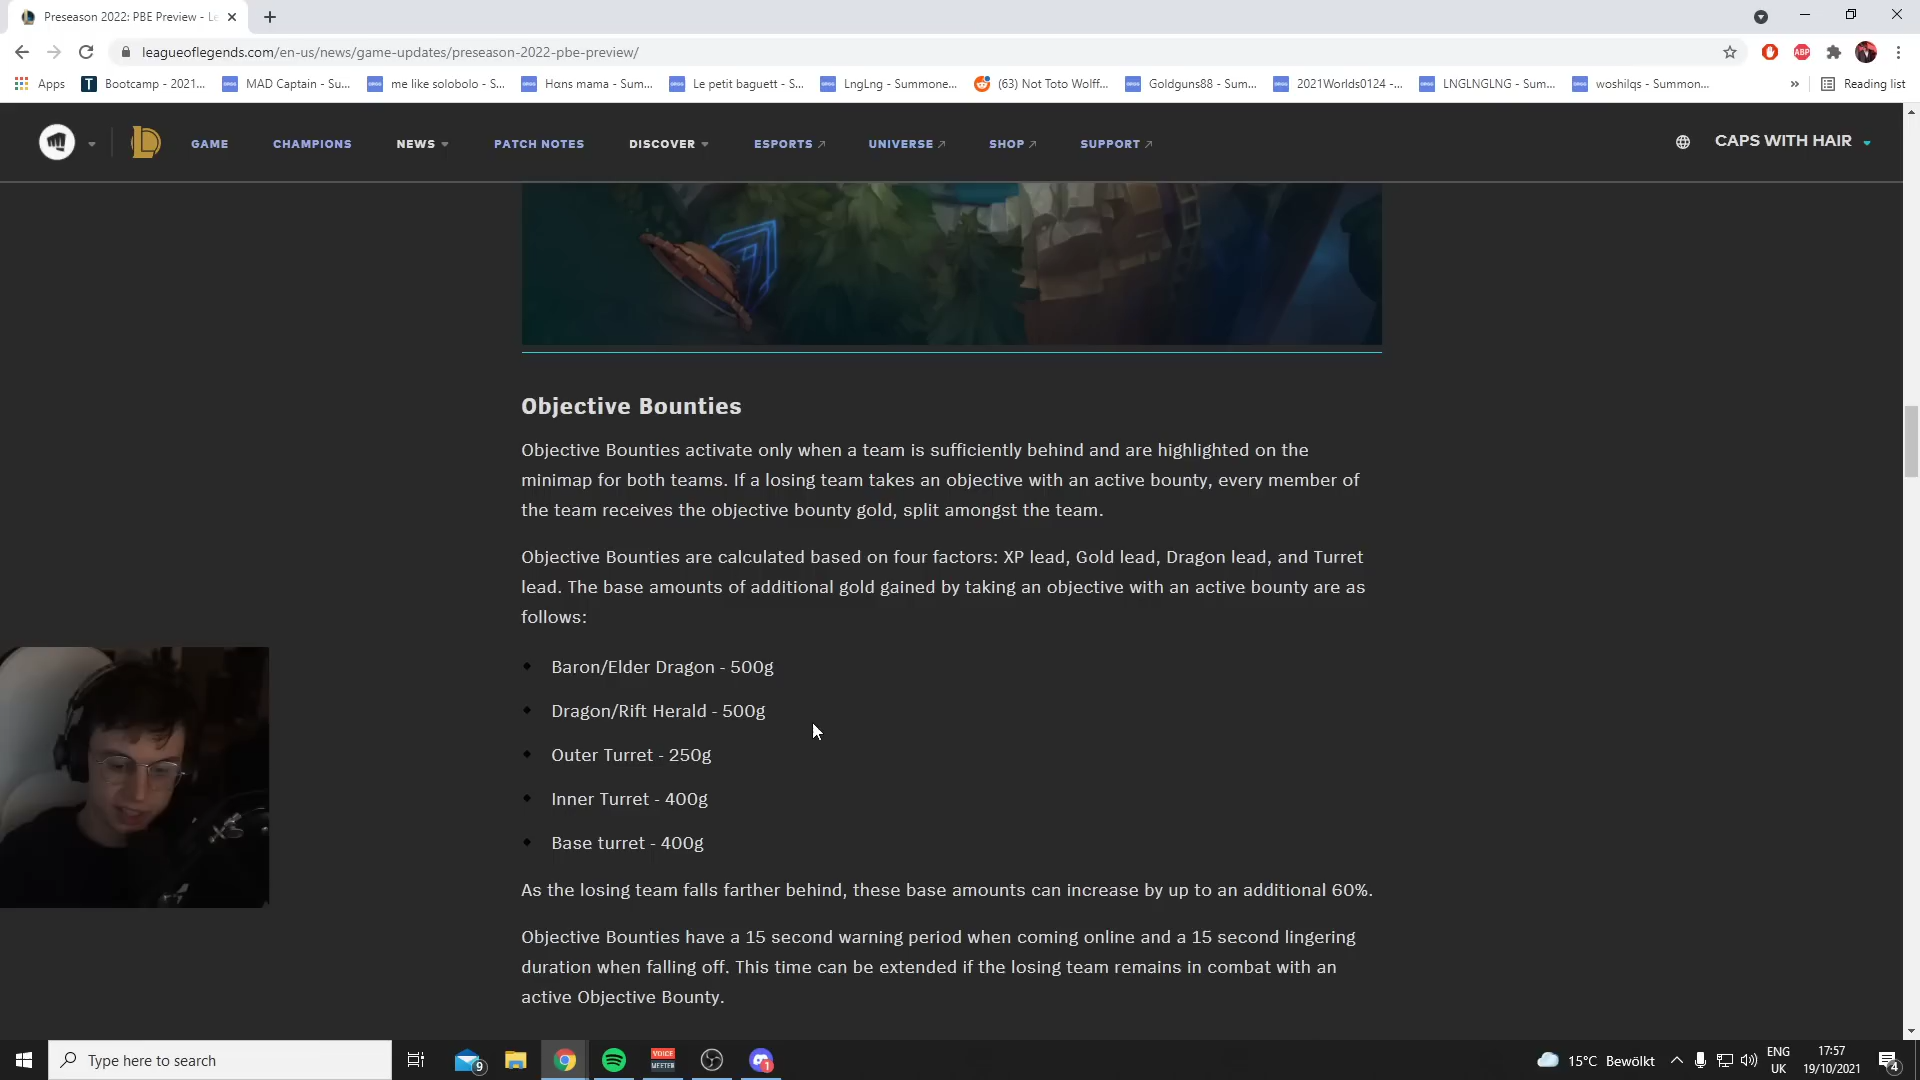 Preseason 2022: PBE Preview - Le
leagueoflegends.com/en-us/news/game-updates/preseason-2022-pbe-preview/
ABP
Apps
T
Bootcamp - 2021...
MAD Captain - Su...
me like solobolo - S...
Hαns mama - Sum...
Le petit baguett - S...
LngLng - Summone...
(63) Not Toto Wolff...
Goldguns88 - Sum...
2021Worlds0124 -...
LNGLNGLNG - Sum...
woshilqs - Summon...
»
Reading list
GAME
CHAMPIONS
NEWS
PATCH NOTES
DISCOVER
ESPORTS
UNIVERSE
SHOP
SUPPORT
CAPS WITH HAIR
Objective Bounties
Objective Bounties activate only when a team is sufficiently behind and are highlighted on the
minimap for both teams. If a losing team takes an objective with an active bounty, every member of
the team receives the objective bounty gold, split amongst the team.
Objective Bounties are calculated based on four factors: XP lead, Gold lead, Dragon lead, and Turret
lead. The base amounts of additional gold gained by taking an objective with an active bounty are as
follows:
Baron/Elder Dragon - 500g
Dragon/Rift Herald - 500g
Outer Turret - 250g
Inner Turret - 400g
Base turret - 400g
As the losing team falls farther behind, these base amounts can increase by up to an additional 60%.
Objective Bounties have a 15 second warning period when coming online and a 15 second lingering
duration when falling off. This time can be extended if the losing team remains in combat with an
active Objective Bounty.
Type here to search
9
VOICE
MEETER
1
15°C Bewölkt
ENG
UK
17:57
19/10/2021
4